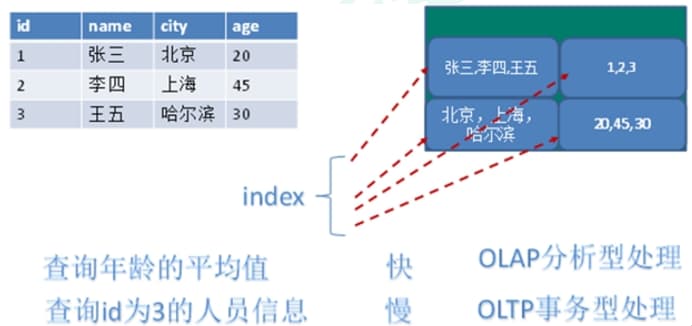 id name city age
1 张三 北京 20
2 李四 上海 45
3 王五 哈尔滨 30
张三,李四,王五 1,2,3
北京，上海，
哈尔滨
20,45,30
index
查询年龄的平均值 快 OLAP分析型处理
查询id为3的人员信息 慢 OLTP事务型处理